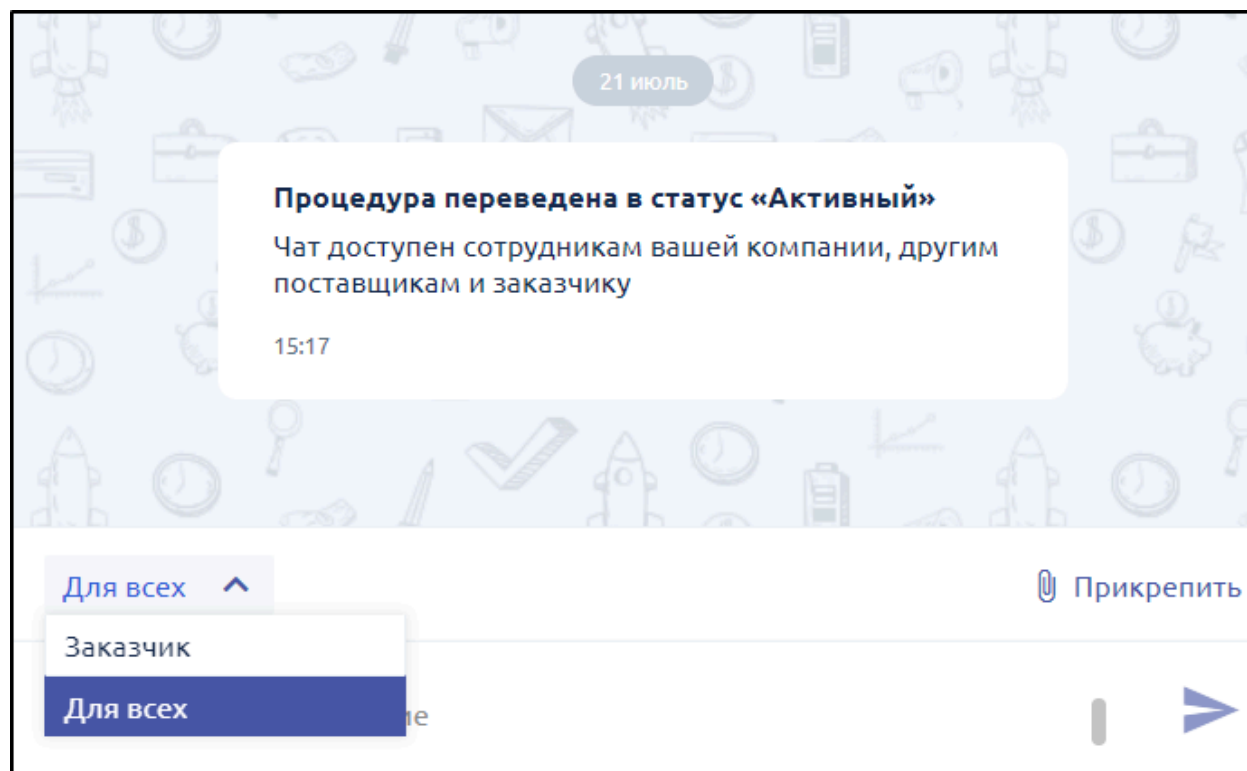 21 июль
Процедура переведена в статус «Активный»
Чат доступен сотрудникам вашей компании, другим
поставщикам и заказчику
15:17
Для всех
Прикрепить
Заказчик
Для всех